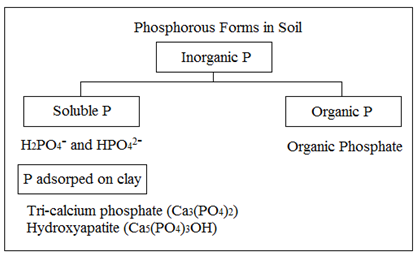 Phosphorous Forms in Soil
Inorganic P
Soluble P
Organic P
H2PO4⁻ and HPO4²⁻
Organic Phosphate
P adsorped on clay
Tri-calcium phosphate (Ca3(PO4)2)
Hydroxyapatite (Ca5(PO4)3OH)